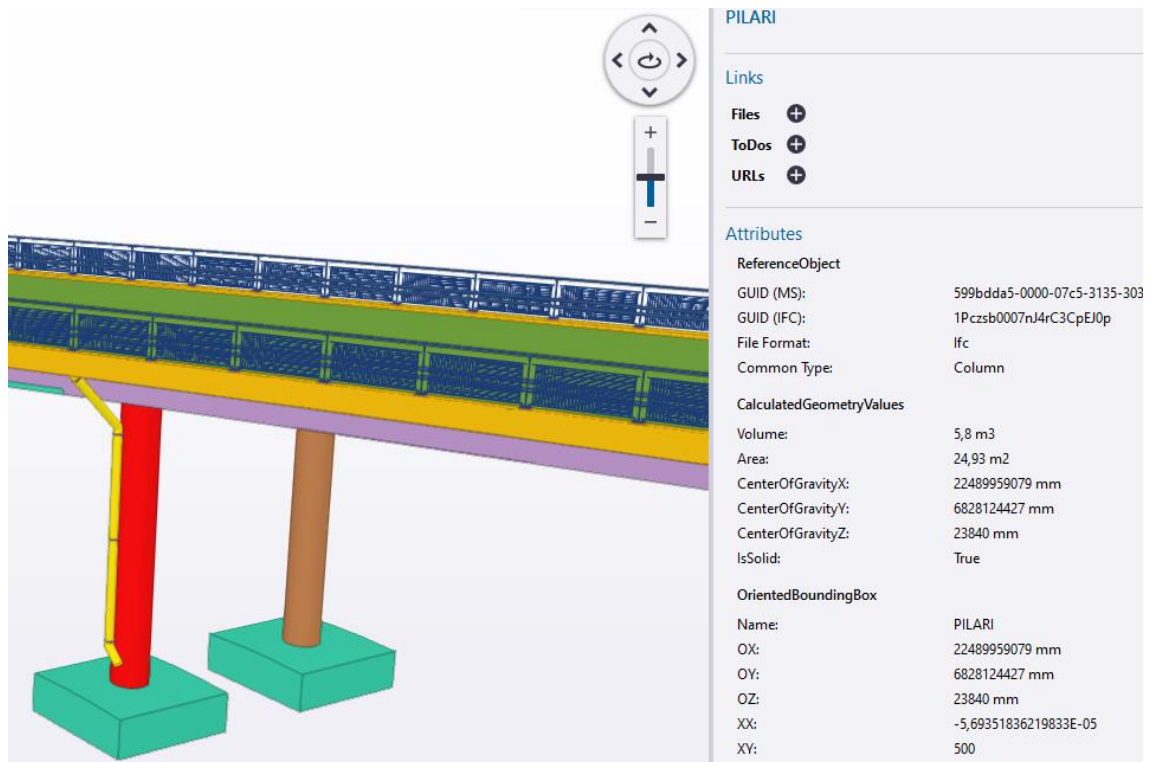 PILARI
Links
Files
ToDos
URLs
Attributes
ReferenceObject
GUID (MS): 599bdda5-0000-07c5-3135-303
GUID (IFC): 1Pczsb0007nJ4rC3CpEJ0p
File Format: Ifc
Common Type: Column
CalculatedGeometryValues
Volume: 5,8 m3
Area: 24,93 m2
CenterOfGravityX: 22489959079 mm
CenterOfGravityY: 6828124427 mm
CenterOfGravityZ: 23840 mm
IsSolid: True
OrientedBoundingBox
Name: PILARI
OX: 22489959079 mm
OY: 6828124427 mm
OZ: 23840 mm
XX: -5,69351836219833E-05
XY: 500